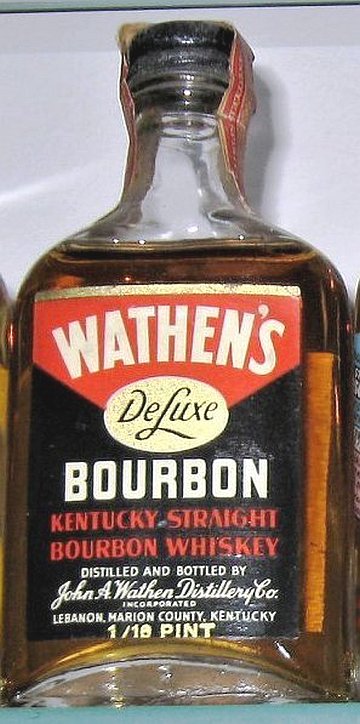 WATHEN'S
DeLuxe
BOURBON
KENTUCKY STRAIGHT
BOURBON WHISKEY
DISTILLED AND BOTTLED BY
John A. Wathen Distillery Co.
INCORPORATED
LEBANON, MARION COUNTY, KENTUCKY
1/10 PINT